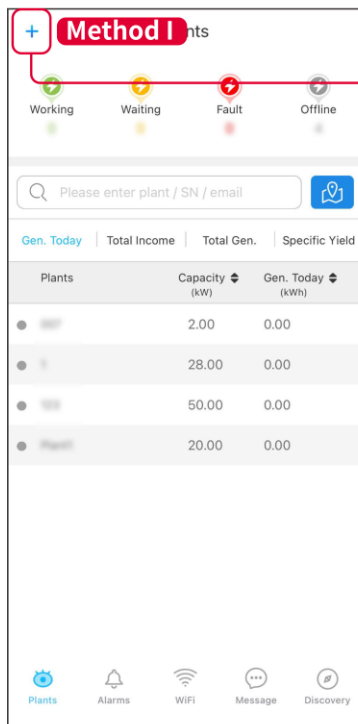 + Method I nts
Working Waiting Fault Offline
Please enter plant / SN / email
Gen. Today Total Income Total Gen. Specific Yield
Plants Capacity Gen. Today
(kW) (kWh)
2.00 0.00
28.00 0.00
50.00 0.00
20.00 0.00
Plants Alarms WiFi Message Discovery